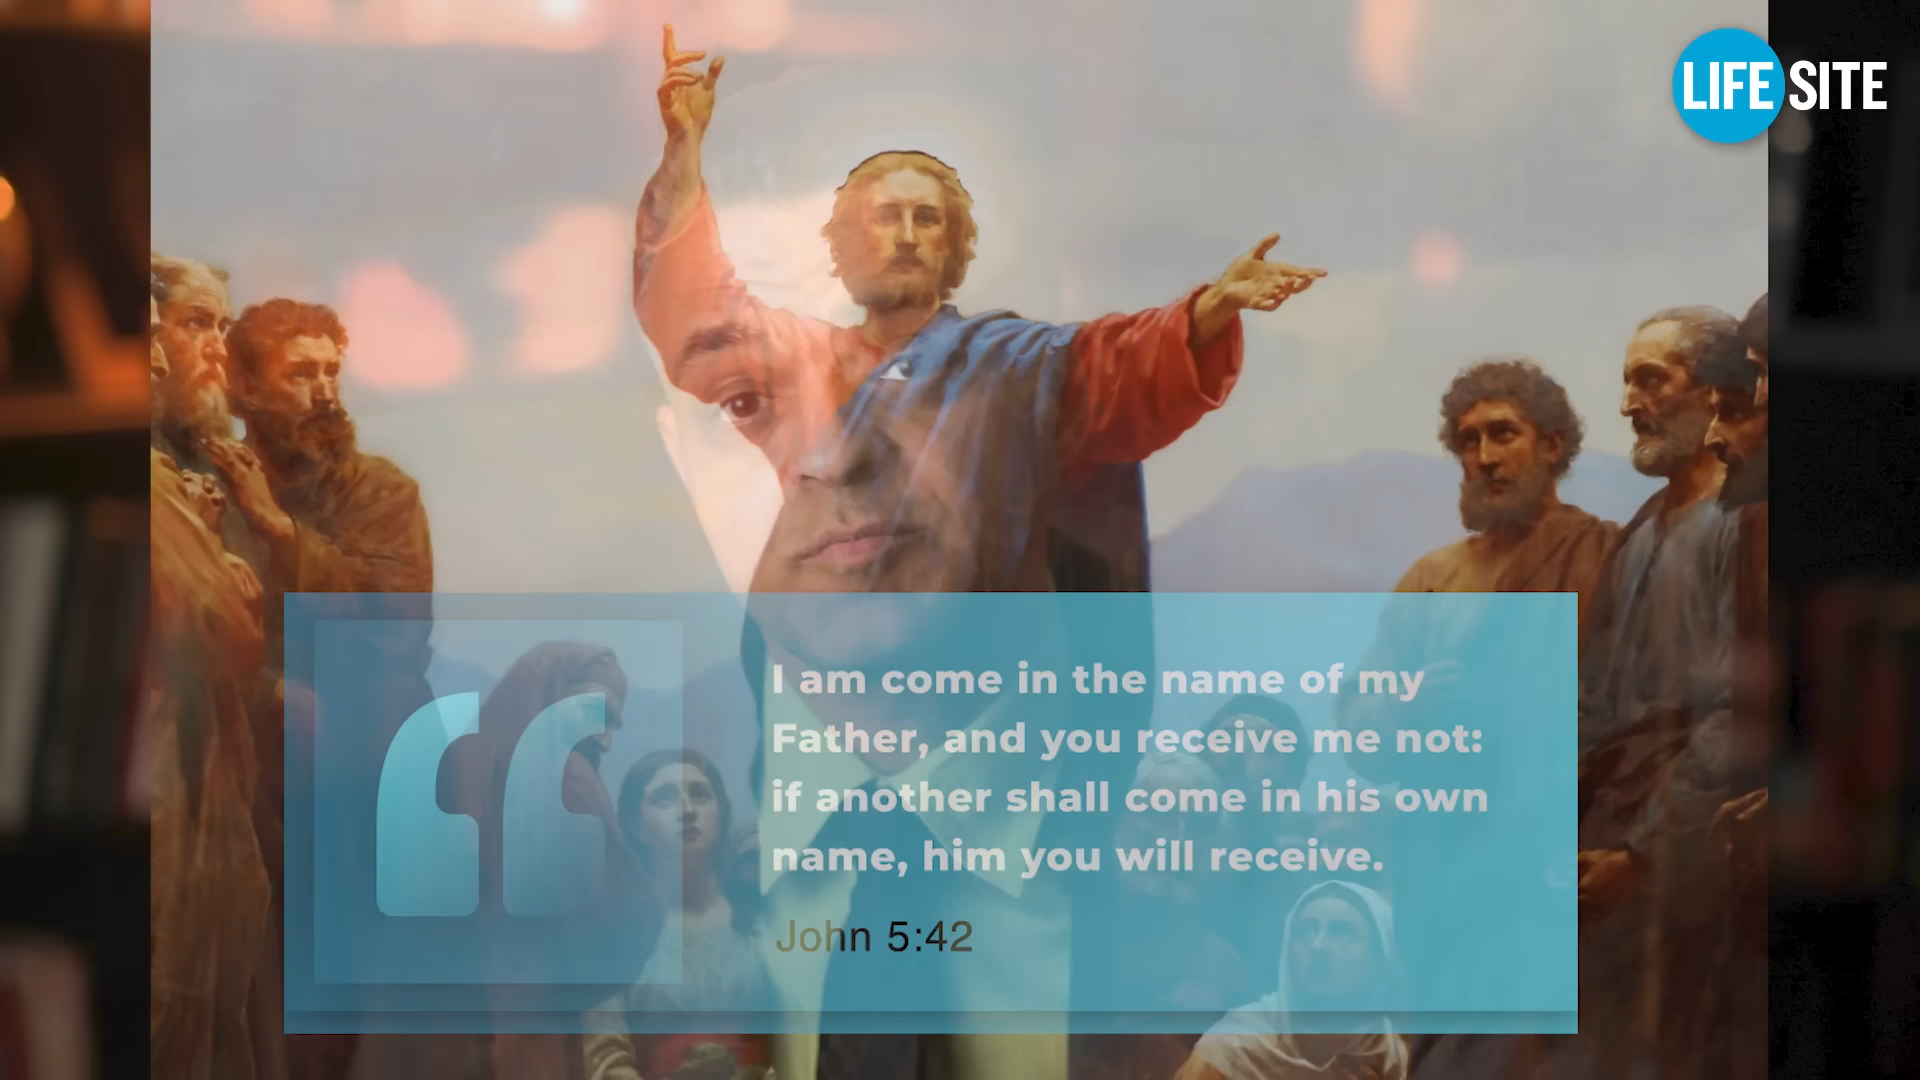 LIFE SITE
I am come in the name of my
Father, and you receive me not:
if another shall come in his own
name, him you will receive.
John 5:42